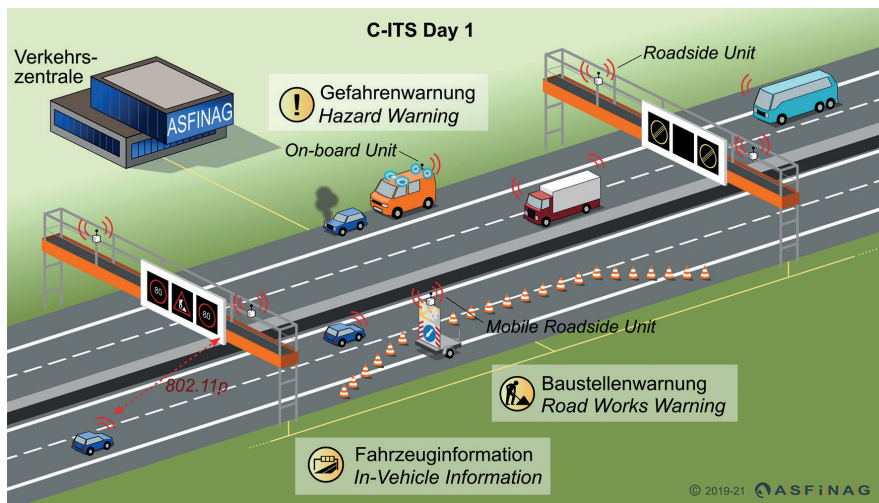 C-ITS Day 1
Verkehrs-
zentrale
ASFINAG
Gefahrenwarnung
Hazard Warning
Roadside Unit
On-board Unit
80
80
Mobile Roadside Unit
802.11p
Baustellenwarnung
Road Works Warning
Fahrzeuginformation
In-Vehicle Information
© 2019-21 ASFiNAG